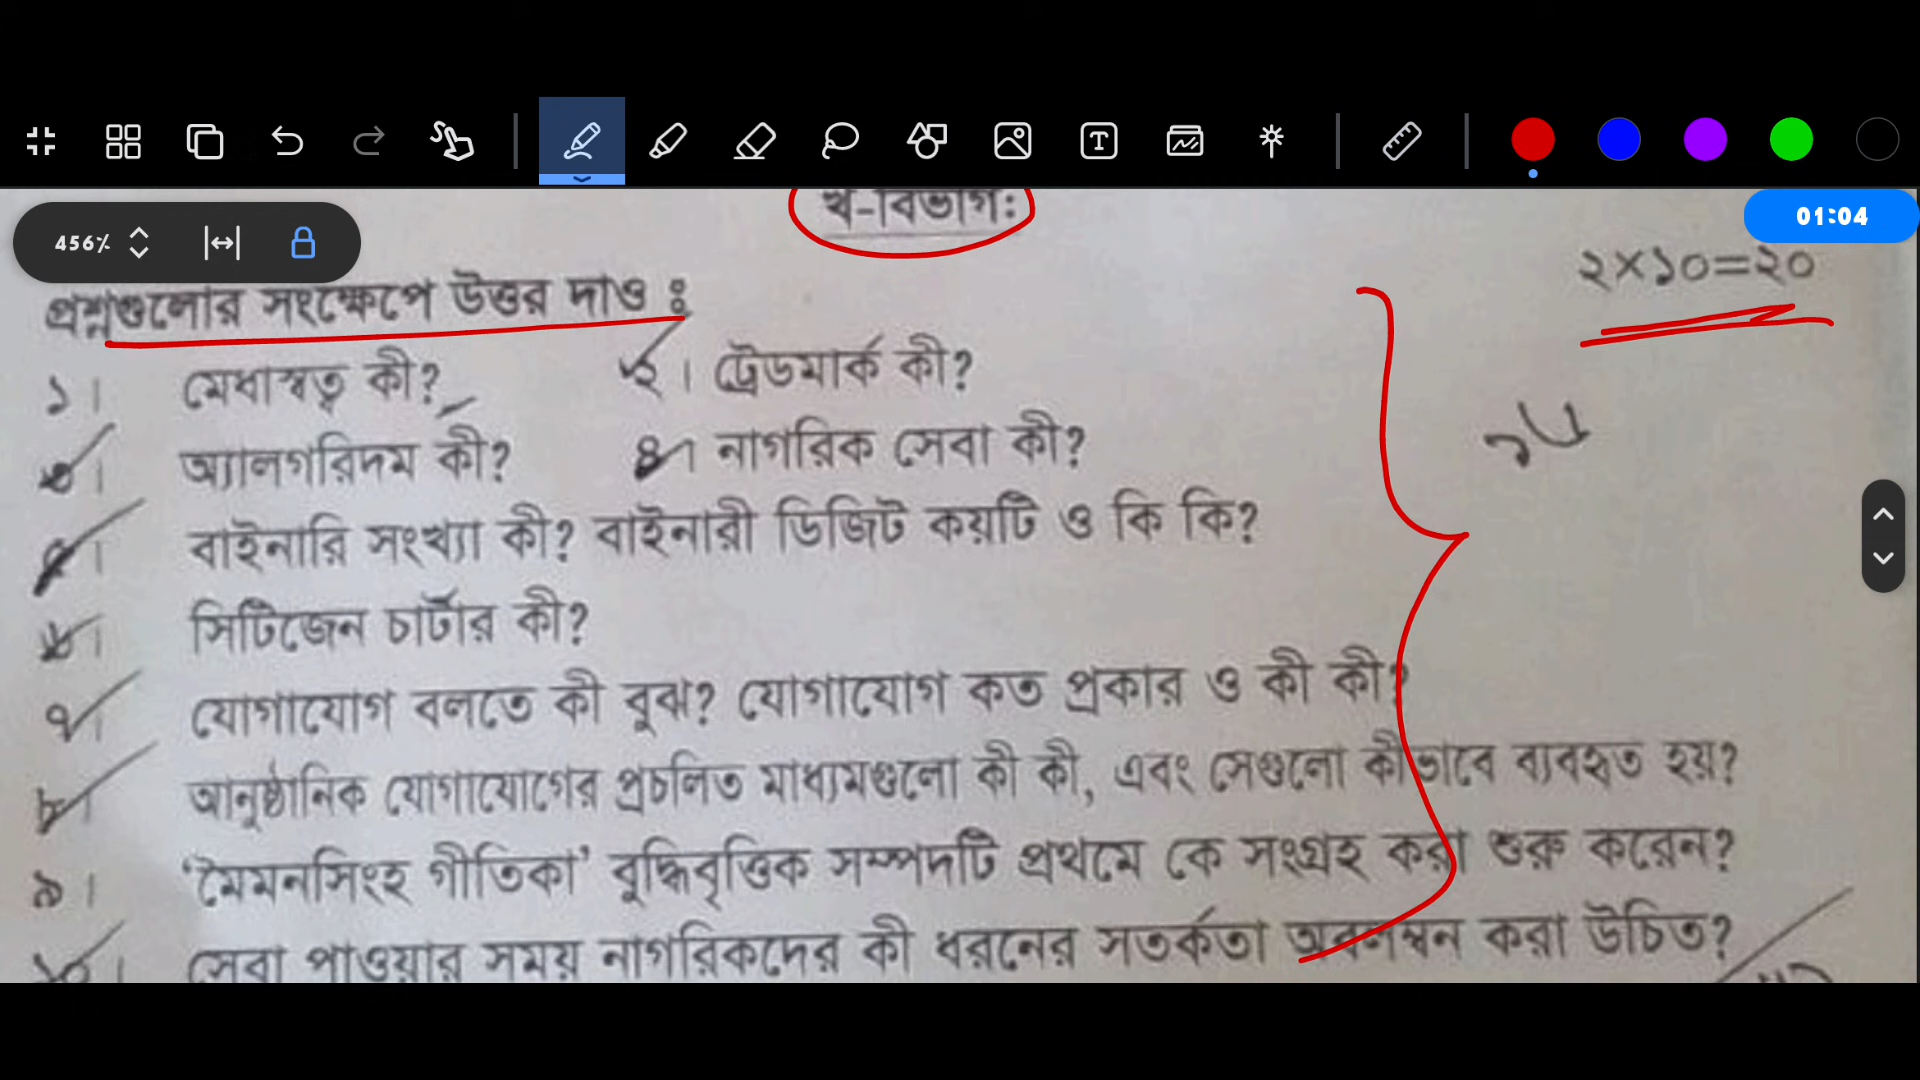 456%
01:04
খ-বিভাগঃ
২×১০=২০
প্রশ্নগুলোর সংক্ষেপে উত্তর দাও ঃ
১। মেধাস্বত্ব কী? ২। ট্রেডমার্ক কী?
৩। অ্যালগরিদম কী? ৪। নাগরিক সেবা কী?
৫। বাইনারি সংখ্যা কী? বাইনারী ডিজিট কয়টি ও কি কি?
৬। সিটিজেন চার্টার কী?
৭। যোগাযোগ বলতে কী বুঝ? যোগাযোগ কত প্রকার ও কী কী?
৮। আনুষ্ঠানিক যোগাযোগের প্রচলিত মাধ্যমগুলো কী কী, এবং সেগুলো কীভাবে ব্যবহৃত হয়?
৯। ‘মৈমনসিংহ গীতিকা’ বুদ্ধিবৃত্তিক সম্পদটি প্রথমে কে সংগ্রহ করা শুরু করেন?
১০। সেবা পাওয়ার সময় নাগরিকদের কী ধরনের সতর্কতা অবলম্বন করা উচিত?